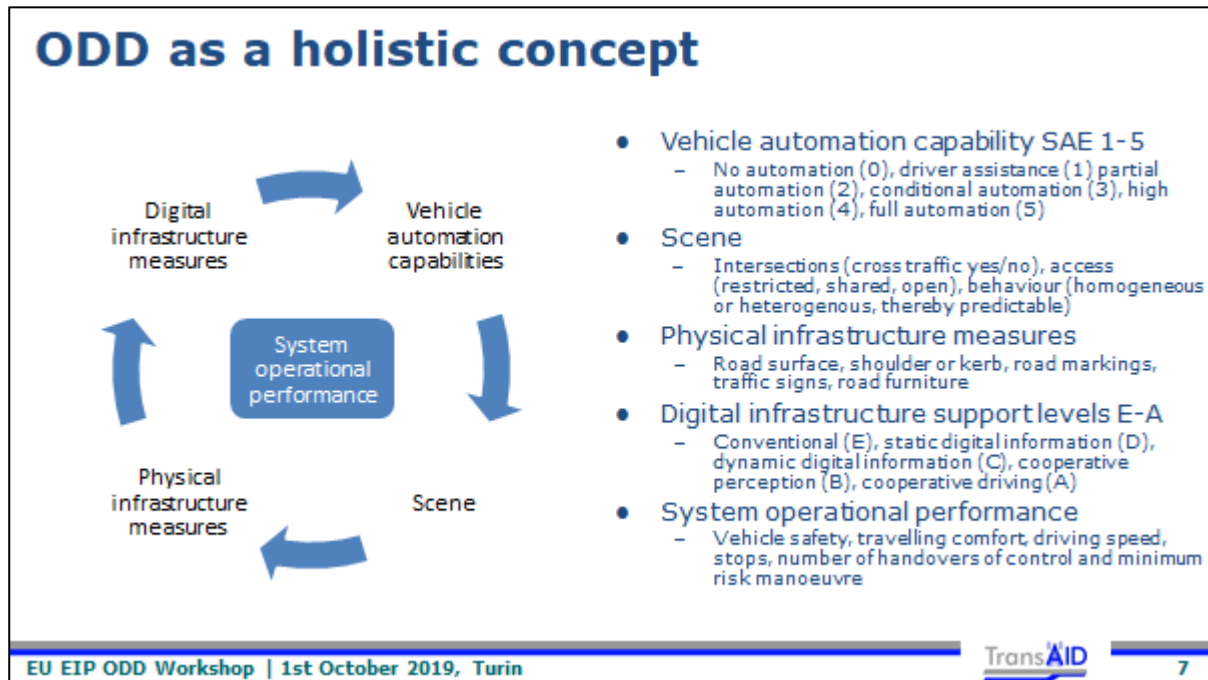 ODD as a holistic concept
Digital
infrastructure
measures
Vehicle
automation
capabilities
System
operational
performance
Physical
infrastructure
measures
Scene
● Vehicle automation capability SAE 1-5
– No automation (0), driver assistance (1) partial
automation (2), conditional automation (3), high
automation (4), full automation (5)
● Scene
– Intersections (cross traffic yes/no), access
(restricted, shared, open), behaviour (homogeneous
or heterogenous, thereby predictable)
● Physical infrastructure measures
– Road surface, shoulder or kerb, road markings,
traffic signs, road furniture
● Digital infrastructure support levels E-A
– Conventional (E), static digital information (D),
dynamic digital information (C), cooperative
perception (B), cooperative driving (A)
● System operational performance
– Vehicle safety, travelling comfort, driving speed,
stops, number of handovers of control and minimum
risk manoeuvre
EU EIP ODD Workshop | 1st October 2019, Turin
TransAID
7